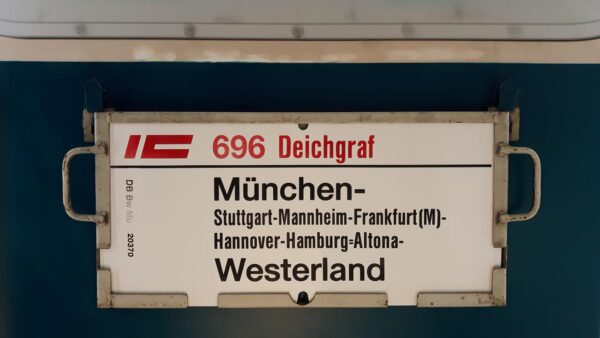 IC 696 Deichgraf
München-
Stuttgart-Mannheim-Frankfurt(M)-
Hannover-Hamburg=Altona-
Westerland
DB Bw Mü 20370